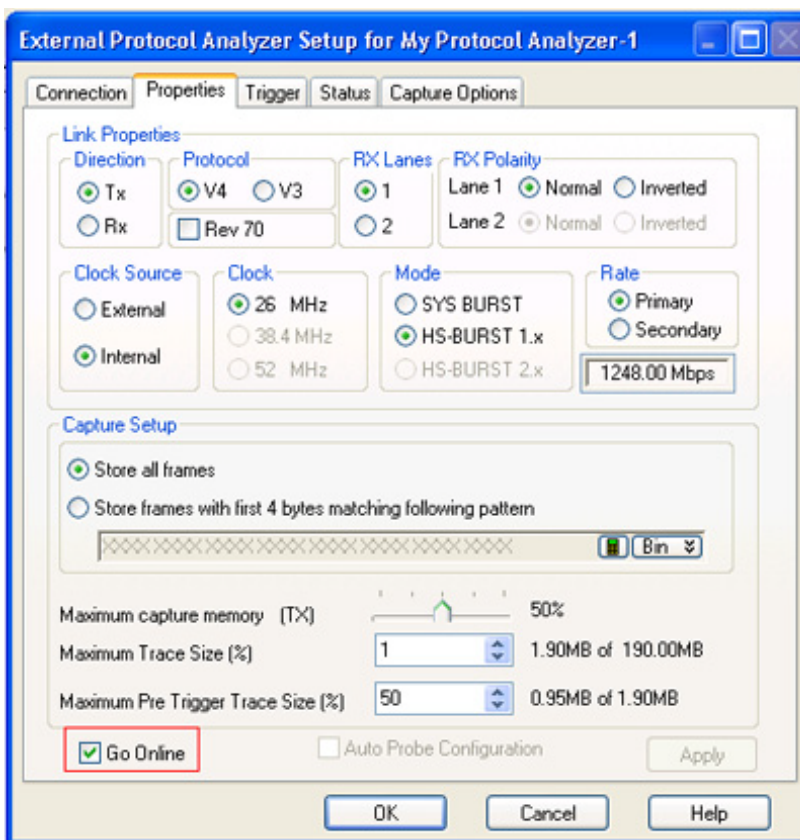 External Protocol Analyzer Setup for My Protocol Analyzer-1
Connection Properties Trigger Status Capture Options
Link Properties
Direction Protocol RX Lanes RX Polarity
Tx V4 V3 1 Lane 1 Normal Inverted
Rx Rev 70 2 Lane 2 Normal Inverted
Clock Source Clock Mode Rate
External 26 MHz SYS BURST Primary
38.4 MHz HS-BURST 1.x Secondary
Internal 52 MHz HS-BURST 2.x 1248.00 Mbps
Capture Setup
Store all frames
Store frames with first 4 bytes matching following pattern
Bin
Maximum capture memory (TX) 50%
Maximum Trace Size (%) 1 1.90MB of 190.00MB
Maximum Pre Trigger Trace Size (%) 50 0.95MB of 1.90MB
Go Online Auto Probe Configuration Apply
OK Cancel Help